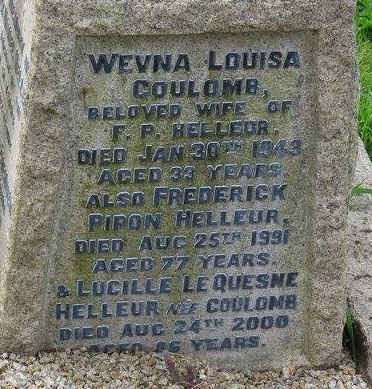 WEVNA LOUISA
COULOMB,
BELOVED WIFE OF
F. P. HELLEUR.
DIED JAN 30TH 1943
AGED 33 YEARS.
ALSO FREDERICK
PIPON HELLEUR,
DIED AUG 25TH 1991
AGED 77 YEARS
& LUCILLE LE QUESNE
HELLEUR NÉE COULOMB
DIED AUG 24TH 2000
AGED 86 YEARS.